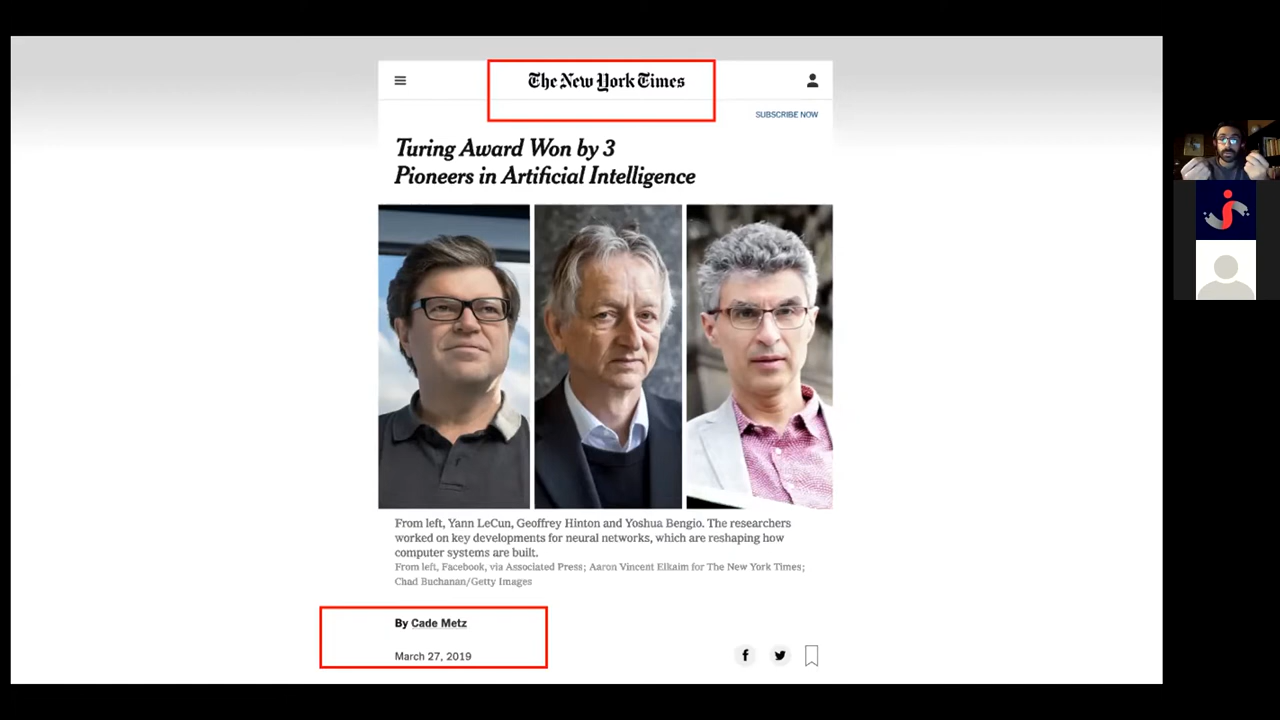 The New York Times
SUBSCRIBE NOW
Turing Award Won by 3
Pioneers in Artificial Intelligence
From left, Yann LeCun, Geoffrey Hinton and Yoshua Bengio. The researchers
worked on key developments for neural networks, which are reshaping how
computer systems are built.
From left, Facebook, via Associated Press; Aaron Vincent Elkaim for The New York Times;
Chad Buchanan/Getty Images
By Cade Metz
March 27, 2019